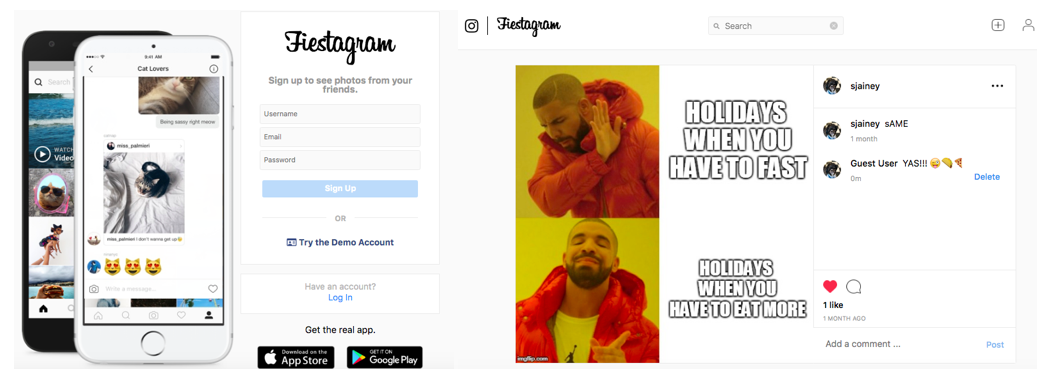 Search
WATCH
Video
9:41 AM
Cat Lovers
Being sassy right meow
miss_palmieri
miss_palmieri I don't wanna get up😴
😻😻😻
Write a message...
Fiestagram
Sign up to see photos from your
friends.
Username
Email
Password
Sign Up
OR
Try the Demo Account
Have an account?
Log In
Get the real app.
Download on the
App Store
GET IT ON
Google Play
Fiestagram
Search
HOLIDAYS
WHEN YOU
HAVE TO FAST
HOLIDAYS
WHEN YOU
HAVE TO EAT MORE
imgflip.com
sjainey
sjainey sAME
1 month
Guest User YAS!!! 😄🌮🍕
0m
Delete
1 like
1 MONTH AGO
Add a comment ...
Post